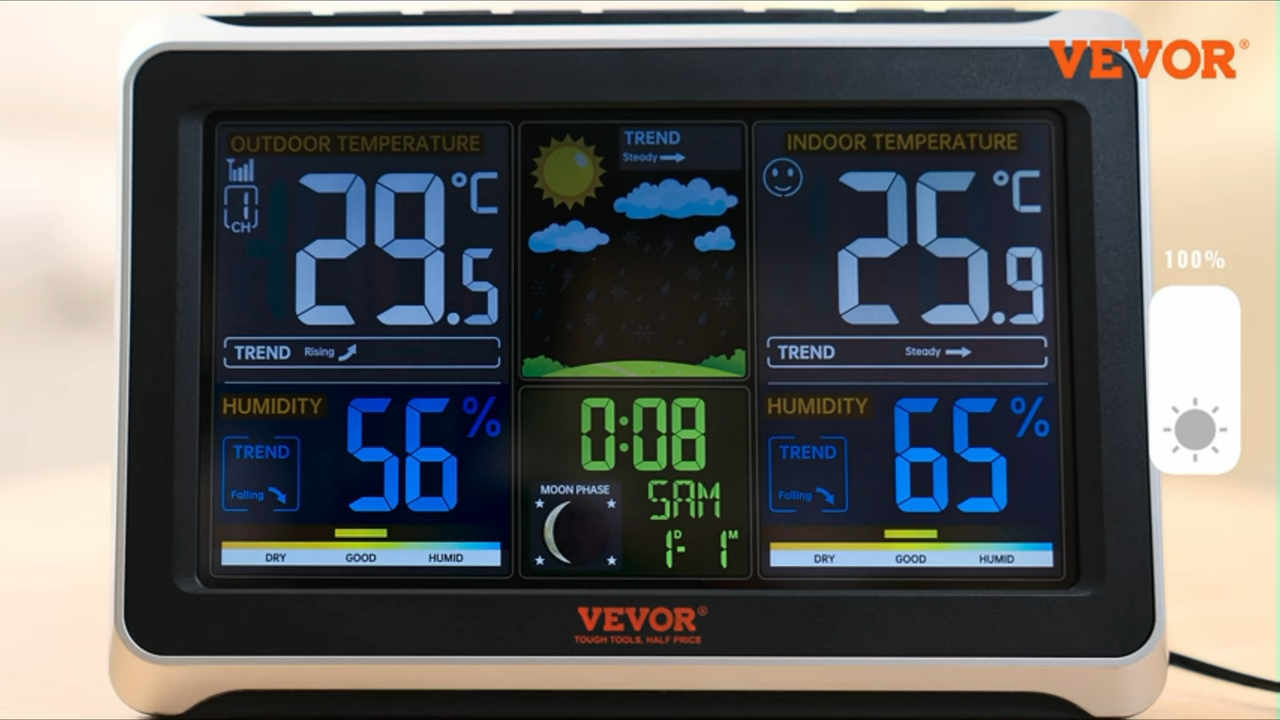 VEVOR®
OUTDOOR TEMPERATURE
1
CH
29.5 °C
TREND Rising
HUMIDITY
56 %
TREND
Falling
DRY GOOD HUMID
TREND
Steady
0:08
MOON PHASE
SAM
1D- 1M
INDOOR TEMPERATURE
25.9 °C
TREND Steady
HUMIDITY
65 %
TREND
Falling
DRY GOOD HUMID
100%
VEVOR®
TOUGH TOOLS, HALF PRICE